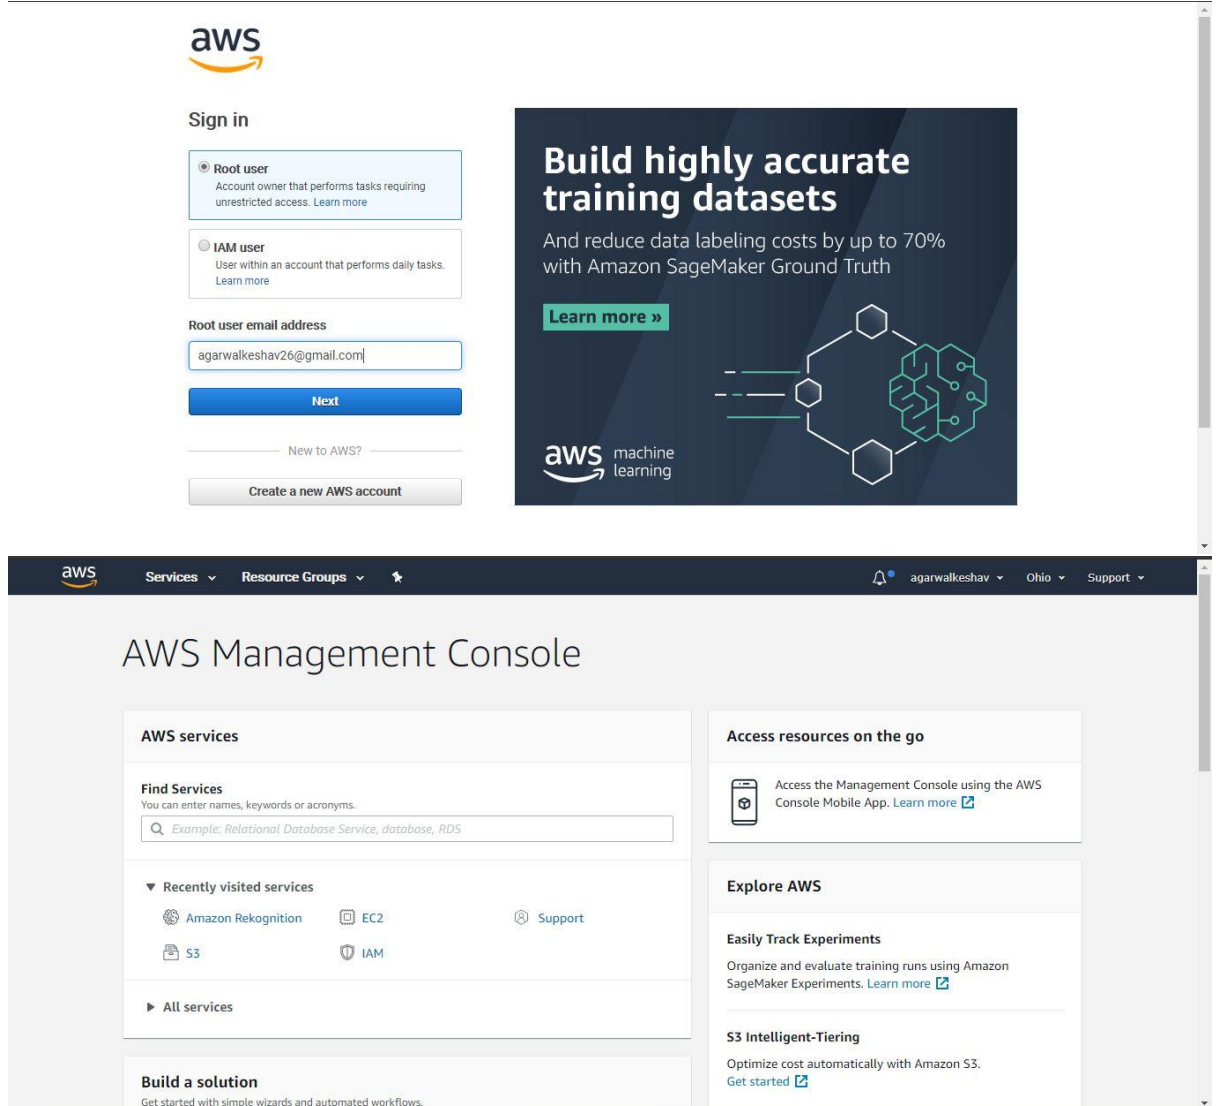 aws
Sign in
Root user
Account owner that performs tasks requiring
unrestricted access. Learn more
IAM user
User within an account that performs daily tasks.
Learn more
Root user email address
agarwalkeshav26@gmail.com
Next
New to AWS?
Create a new AWS account
Build highly accurate
training datasets
And reduce data labeling costs by up to 70%
with Amazon SageMaker Ground Truth
Learn more »
aws machine
learning
aws Services Resource Groups agarwalkeshav Ohio Support
AWS Management Console
AWS services
Find Services
You can enter names, keywords or acronyms.
Example: Relational Database Service, database, RDS
Recently visited services
Amazon Rekognition EC2 Support
S3 IAM
All services
Build a solution
Get started with simple wizards and automated workflows.
Access resources on the go
Access the Management Console using the AWS
Console Mobile App. Learn more
Explore AWS
Easily Track Experiments
Organize and evaluate training runs using Amazon
SageMaker Experiments. Learn more
S3 Intelligent-Tiering
Optimize cost automatically with Amazon S3.
Get started